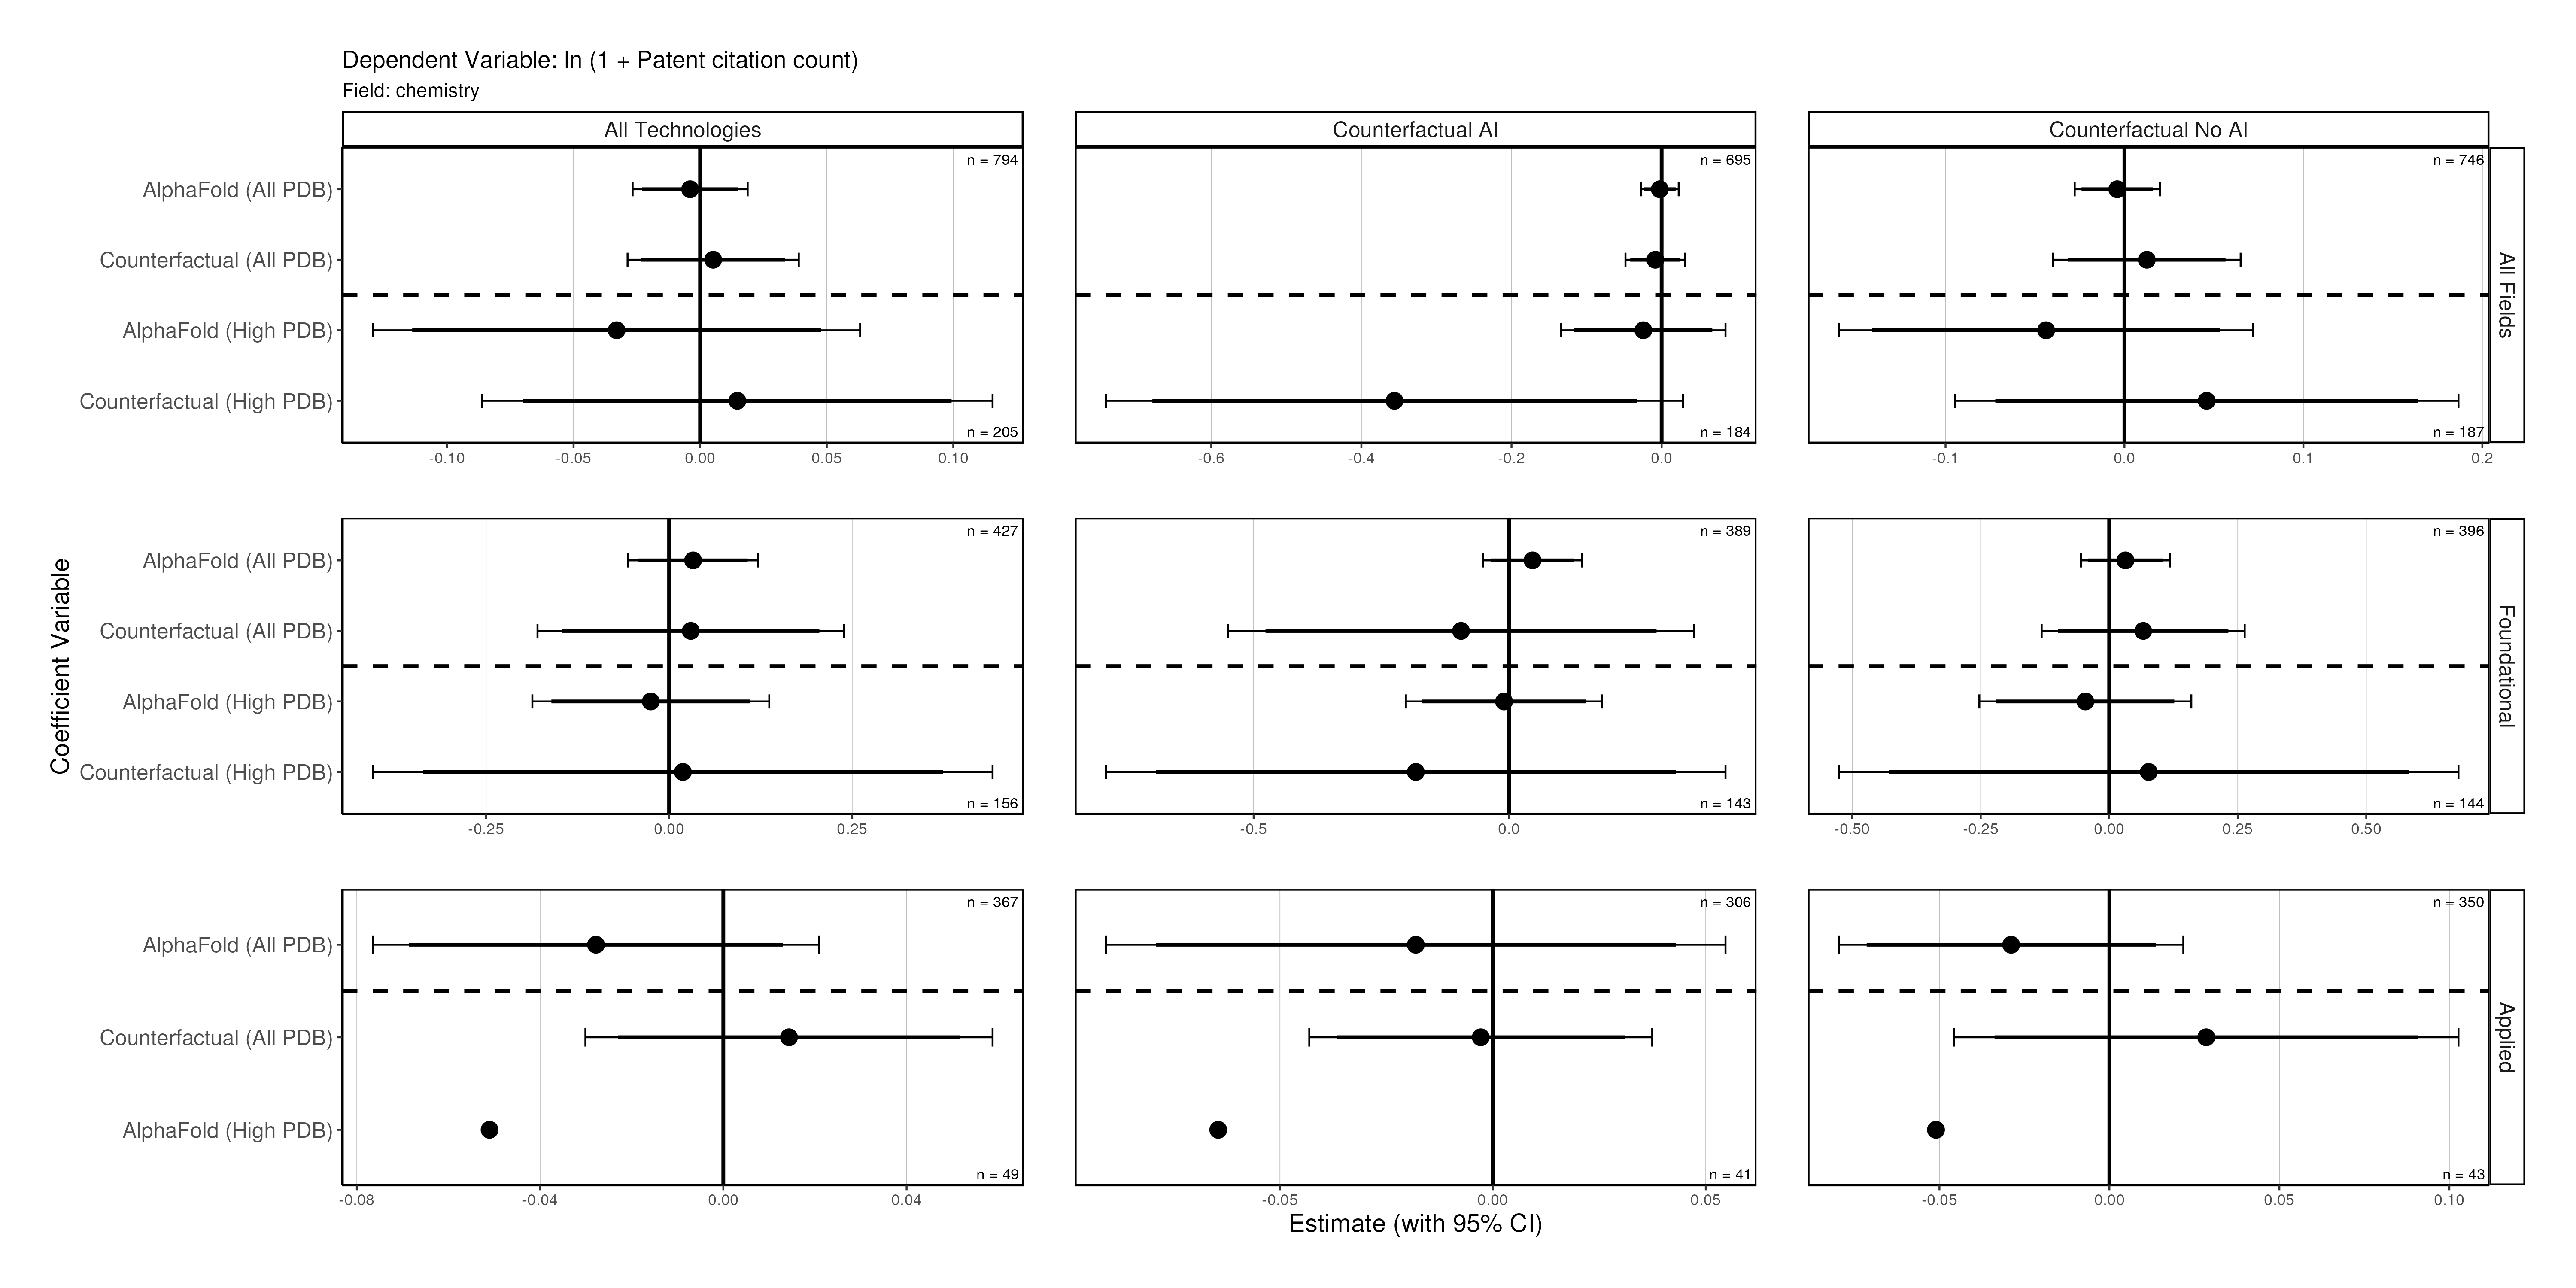 Dependent Variable: ln (1 + Patent citation count)
Field: chemistry
All Technologies
Counterfactual AI
Counterfactual No AI
n = 794
n = 695
n = 746
AlphaFold (All PDB)
Counterfactual (All PDB)
AlphaFold (High PDB)
Counterfactual (High PDB)
All Fields
n = 205
n = 184
n = 187
-0.10 -0.05 0.00 0.05 0.10
-0.6 -0.4 -0.2 0.0
-0.1 0.0 0.1 0.2
Coefficient Variable
n = 427
n = 389
n = 396
AlphaFold (All PDB)
Counterfactual (All PDB)
AlphaFold (High PDB)
Counterfactual (High PDB)
Foundational
n = 156
n = 143
n = 144
-0.25 0.00 0.25
-0.5 0.0
-0.50 -0.25 0.00 0.25 0.50
n = 367
n = 306
n = 350
AlphaFold (All PDB)
Counterfactual (All PDB)
AlphaFold (High PDB)
Applied
n = 49
n = 41
n = 43
-0.08 -0.04 0.00 0.04
-0.05 0.00 0.05
-0.05 0.00 0.05 0.10
Estimate (with 95% CI)